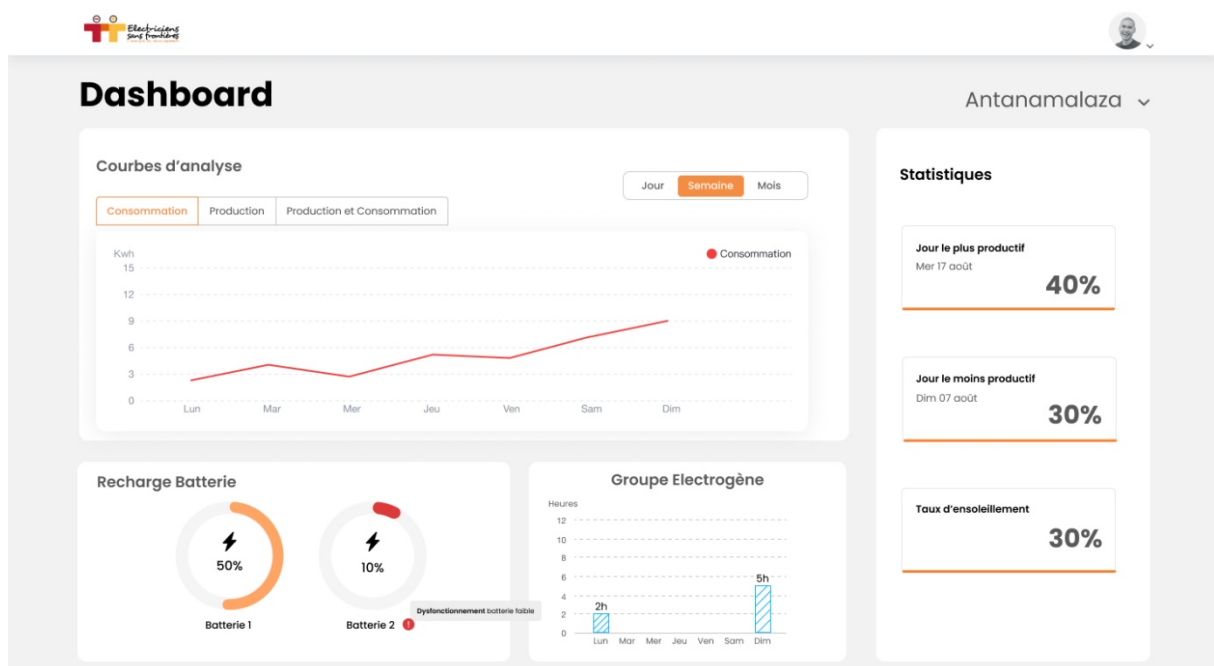 Electriciens
sans frontières
Dashboard
Antanamalaza
Courbes d'analyse
Jour Semaine Mois
Consommation Production Production et Consommation
Kwh
Consommation
15
12
9
6
3
0
Lun Mar Mer Jeu Ven Sam Dim
Statistiques
Jour le plus productif
Mer 17 août
40%
Jour le moins productif
Dim 07 août
30%
Taux d'ensoleillement
30%
Recharge Batterie
50%
10%
Batterie 1
Batterie 2
Dysfonctionnement batterie faible
Groupe Electrogène
Heures
12
10
8
6
4
2
0
2h
5h
Lun Mar Mer Jeu Ven Sam Dim